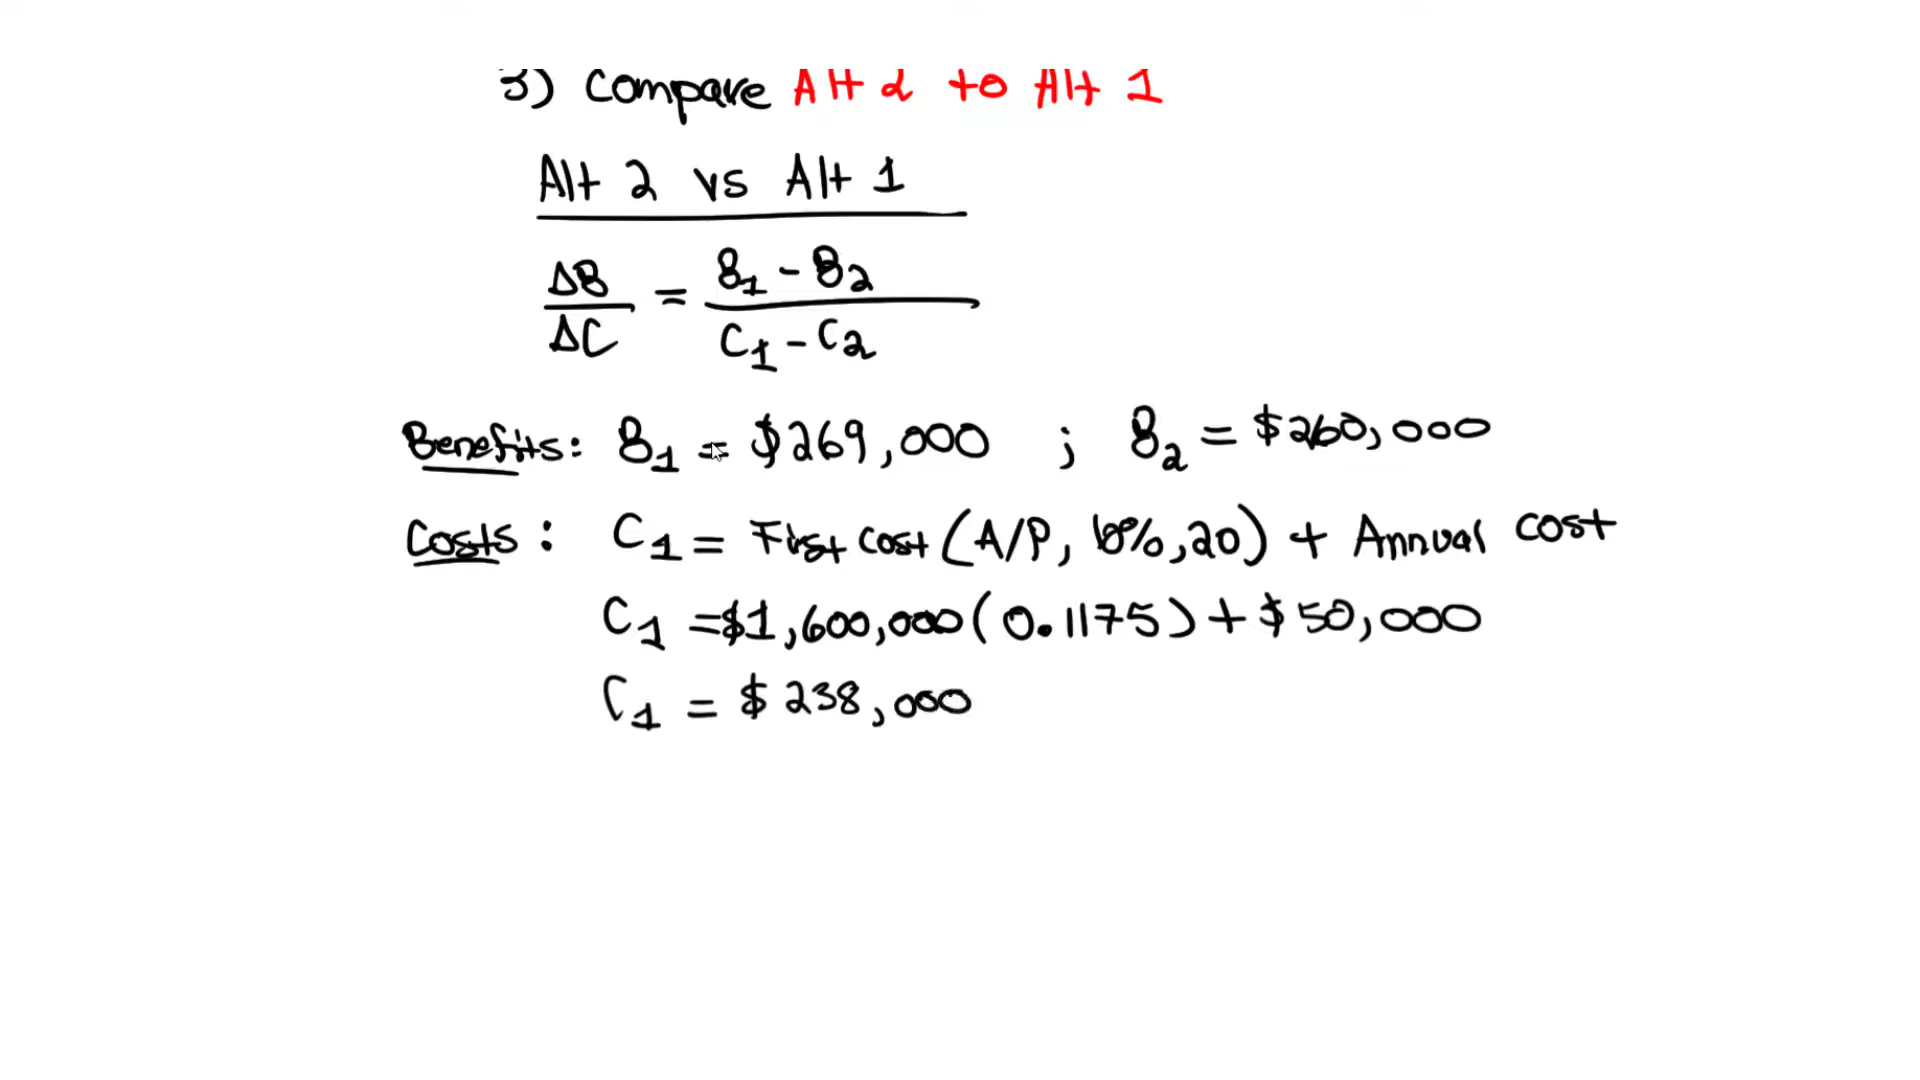 3) Compare Alt 2 to Alt 1
Alt 2 vs Alt 1
ΔB/ΔC = (B₁ - B₂)/(C₁ - C₂)
Benefits: B₁ = $269,000 ; B₂ = $260,000
Costs: C₁ = First cost (A/P, 10%, 20) + Annual cost
C₁ = $1,600,000 (0.1175) + $50,000
C₁ = $238,000